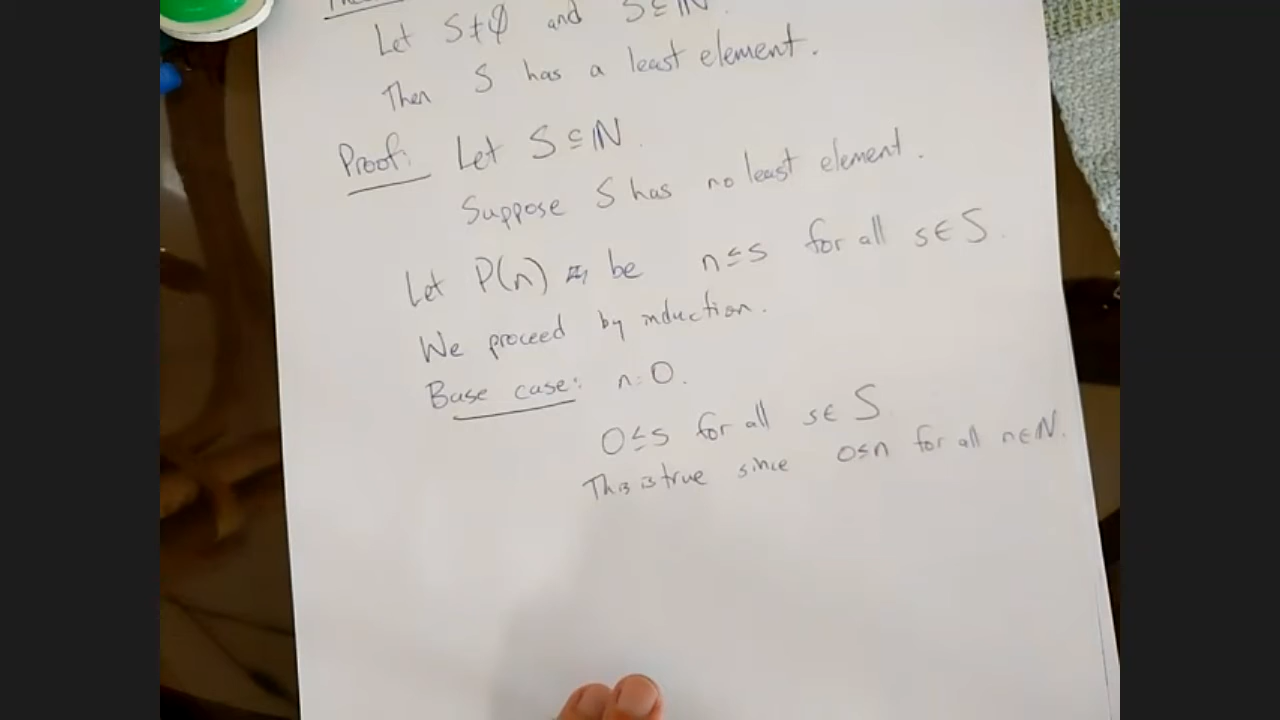 Let S ≠ ∅ and S ⊆ ℕ.
Then S has a least element.
Proof: Let S ⊆ ℕ.
Suppose S has no least element.
Let P(n) be n ≤ s for all s ∈ S.
We proceed by induction.
Base case: n = 0.
0 ≤ s for all s ∈ S.
This is true since 0 ≤ n for all n ∈ ℕ.